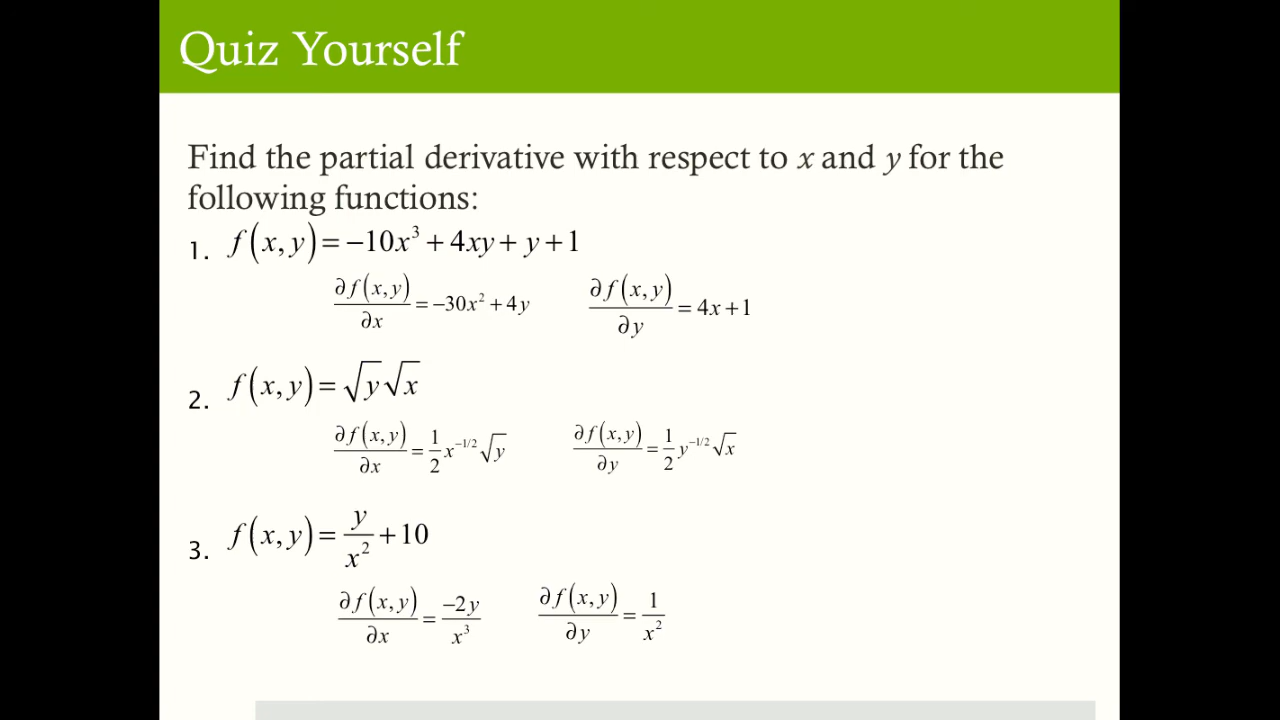 Quiz Yourself
Find the partial derivative with respect to x and y for the
following functions:
1. f(x, y) = −10x³ + 4xy + y + 1
∂f(x, y)/∂x = −30x² + 4y    ∂f(x, y)/∂y = 4x + 1
2. f(x, y) = √y√x
∂f(x, y)/∂x = 1/2 x^(−1/2) √y    ∂f(x, y)/∂y = 1/2 y^(−1/2) √x
3. f(x, y) = y/x² + 10
∂f(x, y)/∂x = −2y/x³    ∂f(x, y)/∂y = 1/x²